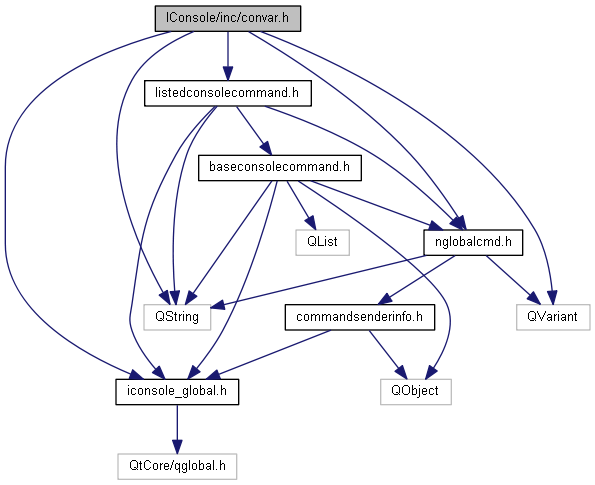 IConsole/inc/convar.h
listedconsolecommand.h
baseconsolecommand.h
QList
nglobalcmd.h
QString
commandsenderinfo.h
QVariant
iconsole_global.h
QObject
QtCore/qglobal.h